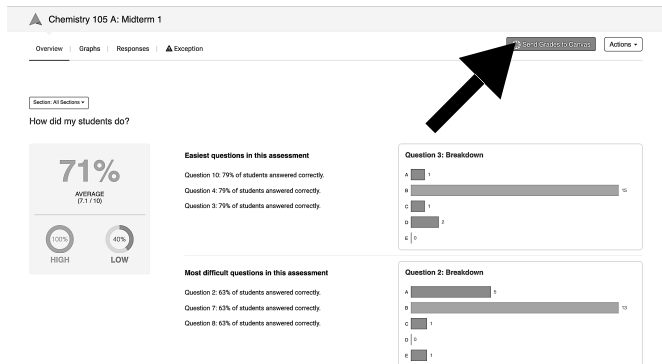 Chemistry 105 A: Midterm 1
Overview | Graphs | Responses | Exception
Send Grades to Canvas
Actions
Section: All Sections
How did my students do?
71%
AVERAGE
(7.1 / 10)
100%
HIGH
40%
LOW
Easiest questions in this assessment
Question 10: 79% of students answered correctly.
Question 4: 79% of students answered correctly.
Question 3: 79% of students answered correctly.
Question 3: Breakdown
A 1
B 15
C 1
D 2
E 0
Most difficult questions in this assessment
Question 2: 63% of students answered correctly.
Question 7: 63% of students answered correctly.
Question 8: 63% of students answered correctly.
Question 2: Breakdown
A
B 13
C 1
D 0
E 1